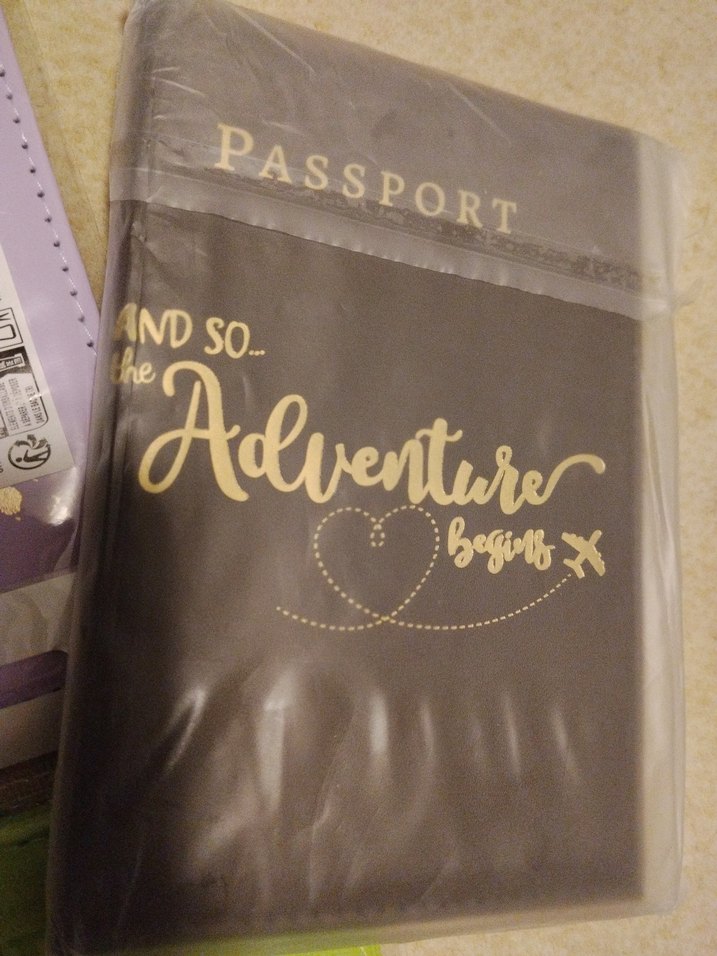 PASSPORT
AND SO...
the
Adventure
begins